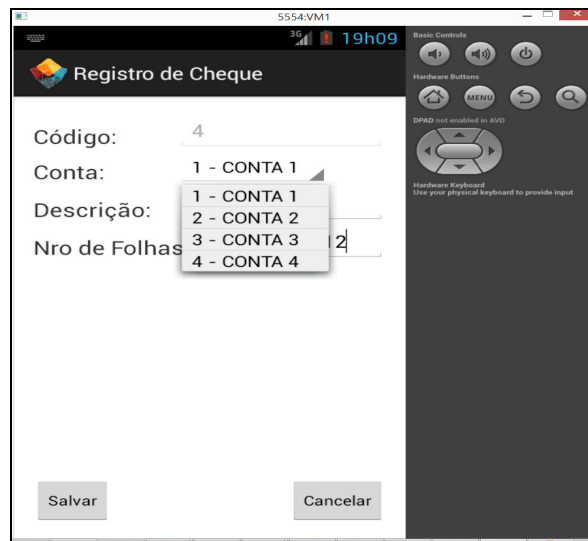 5554:VM1
3G 19h09
Registro de Cheque
Código: 4
Conta: 1 - CONTA 1
1 - CONTA 1
Descrição:
2 - CONTA 2
Nro de Folhas
3 - CONTA 3
12
4 - CONTA 4
Salvar
Cancelar
Basic Controls
Hardware Buttons
MENU
DPAD not enabled in AVD
Hardware Keyboard
Use your physical keyboard to provide input